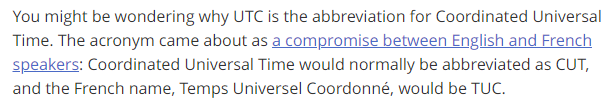 You might be wondering why UTC is the abbreviation for Coordinated Universal
Time. The acronym came about as a compromise between English and French
speakers: Coordinated Universal Time would normally be abbreviated as CUT,
and the French name, Temps Universel Coordonné, would be TUC.